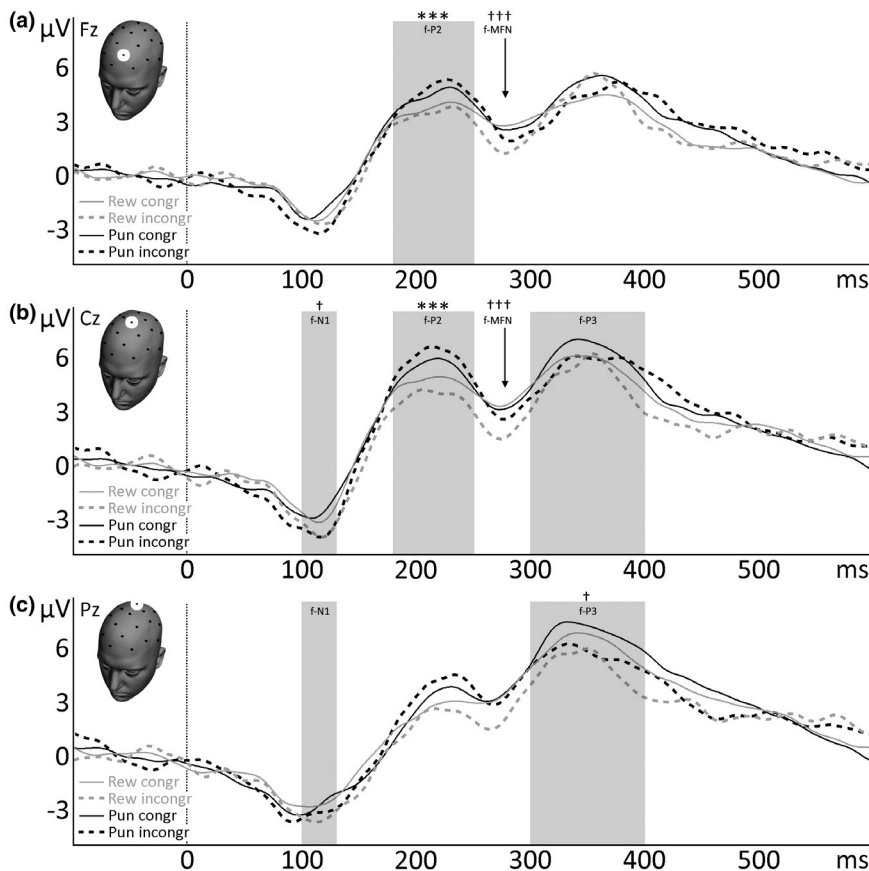 (a)
μV
Fz
***
f-P2
†††
f-MFN
6
3
0
-3
Rew congr
Rew incongr
Pun congr
Pun incongr
0 100 200 300 400 500 ms
(b)
μV
Cz
†
f-N1
***
f-P2
†††
f-MFN
f-P3
6
3
0
-3
Rew congr
Rew incongr
Pun congr
Pun incongr
0 100 200 300 400 500 ms
(c)
μV
Pz
f-N1
†
f-P3
6
3
0
-3
Rew congr
Rew incongr
Pun congr
Pun incongr
0 100 200 300 400 500 ms